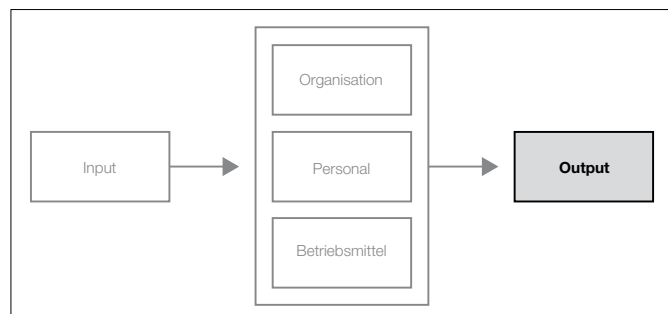 Input
Organisation
Personal
Betriebsmittel
Output